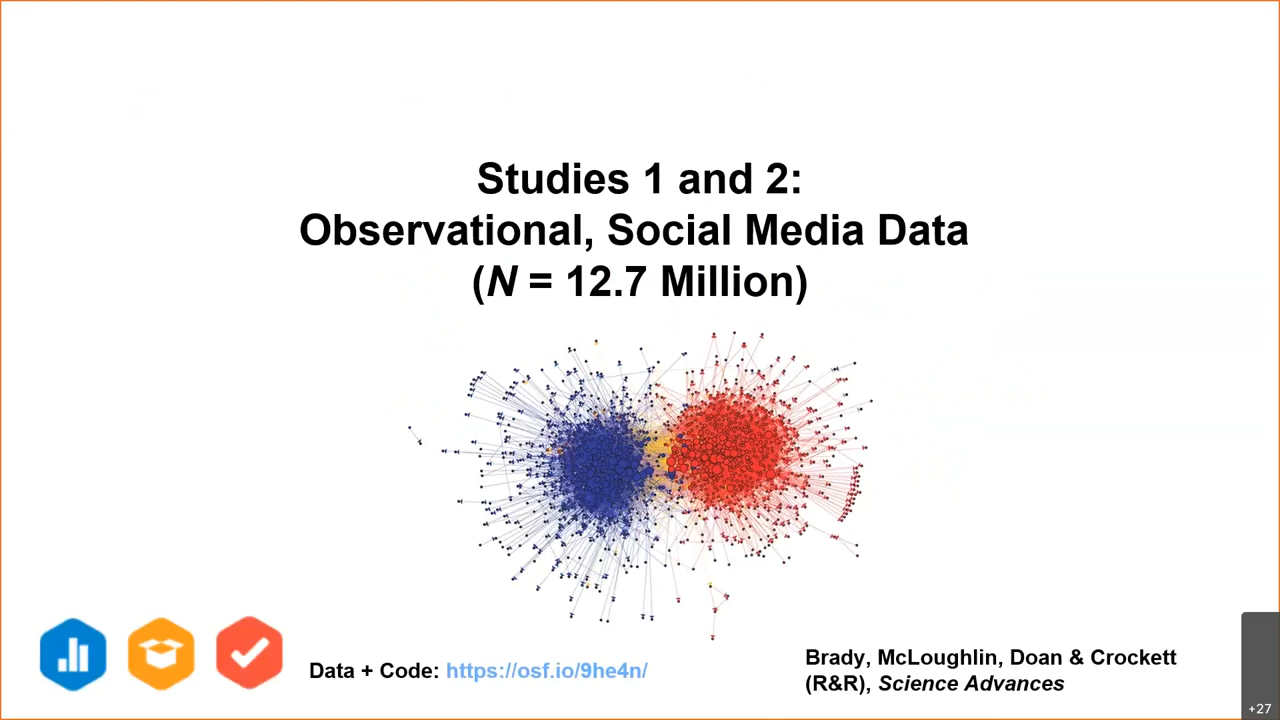 Studies 1 and 2:
Observational, Social Media Data
(N = 12.7 Million)
Data + Code: https://osf.io/9he4n/
Brady, McLoughlin, Doan & Crockett
(R&R), Science Advances
+27